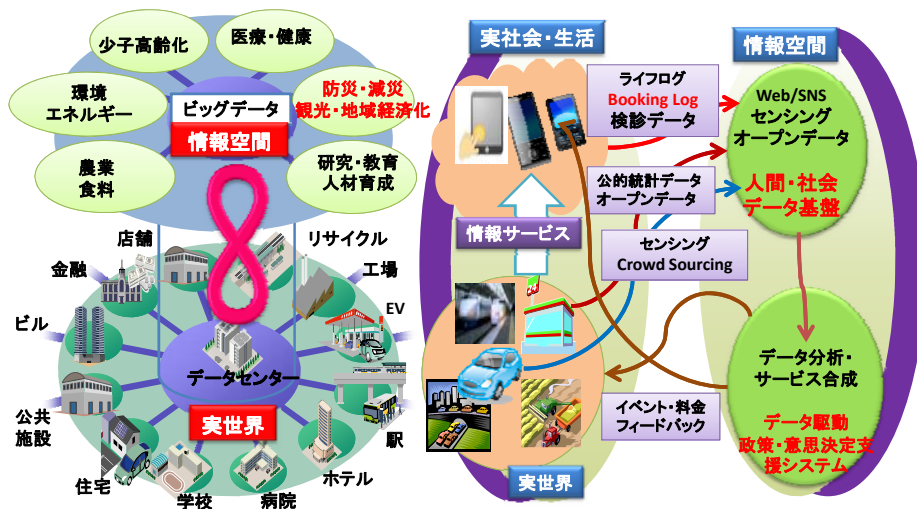 少子高齢化
医療・健康
環境
エネルギー
ビッグデータ
情報空間
防災・減災
観光・地域経済化
農業
食料
研究・教育
人材育成
店舗
リサイクル
金融
工場
ビル
EV
データセンター
公共
施設
実世界
駅
住宅
学校
病院
ホテル
実社会・生活
情報空間
ライフログ
Booking Log
検診データ
Web/SNS
センシング
オープンデータ
人間・社会
データ基盤
公的統計データ
オープンデータ
情報サービス
センシング
Crowd Sourcing
データ分析・
サービス合成
データ駆動
政策・意思決定支
援システム
イベント・料金
フィードバック
実世界